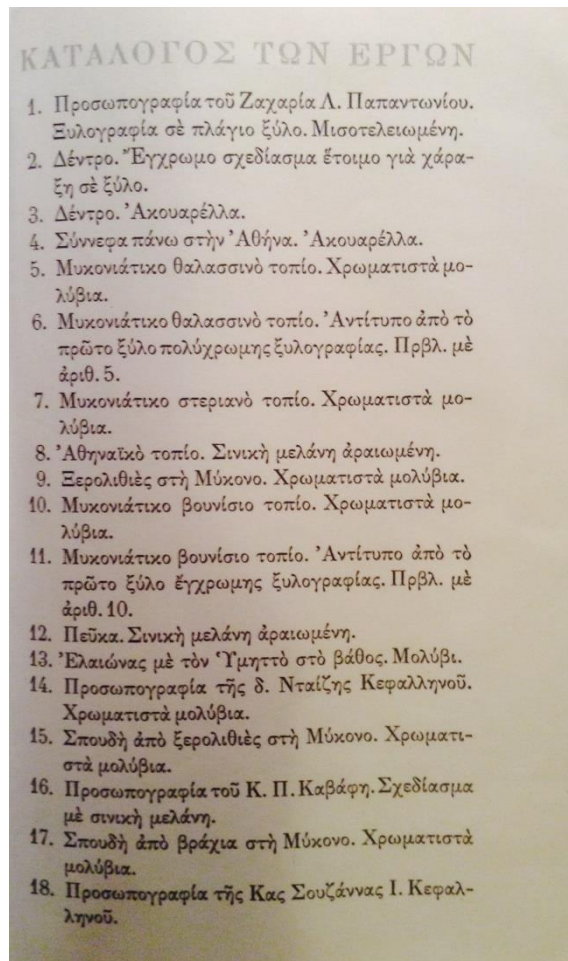 ΚΑΤΑΛΟΓΟΣ ΤΩΝ ΕΡΓΩΝ
1. Προσωπογραφία τοῦ Ζαχαρία Λ. Παπαντωνίου.
Ξυλογραφία σὲ πλάγιο ξύλο. Μισοτελειωμένη.
2. Δέντρο. Ἔγχρωμο σχεδίασμα ἕτοιμο γιὰ χάρα-
ξη σὲ ξύλο.
3. Δέντρο. Ἀκουαρέλλα.
4. Σύννεφα πάνω στὴν Ἀθήνα. Ἀκουαρέλλα.
5. Μυκονιάτικο θαλασσινὸ τοπίο. Χρωματιστὰ μο-
λύβια.
6. Μυκονιάτικο θαλασσινὸ τοπίο. Ἀντίτυπο ἀπὸ τὸ
πρῶτο ξύλο πολύχρωμης ξυλογραφίας. Πρβλ. μὲ
ἀριθ. 5.
7. Μυκονιάτικο στεριανὸ τοπίο. Χρωματιστὰ μο-
λύβια.
8. Ἀθηναϊκὸ τοπίο. Σινικὴ μελάνη ἀραιωμένη.
9. Ξερολιθιὲς στὴ Μύκονο. Χρωματιστὰ μολύβια.
10. Μυκονιάτικο βουνίσιο τοπίο. Χρωματιστὰ μο-
λύβια.
11. Μυκονιάτικο βουνίσιο τοπίο. Ἀντίτυπο ἀπὸ τὸ
πρῶτο ξύλο ἔγχρωμης ξυλογραφίας. Πρβλ. μὲ
ἀριθ. 10.
12. Πεῦκα. Σινικὴ μελάνη ἀραιωμένη.
13. Ἐλαιώνας μὲ τὸν Ὑμηττὸ στὸ βάθος. Μολύβι.
14. Προσωπογραφία τῆς δ. Νταίζης Κεφαλληνοῦ.
Χρωματιστὰ μολύβια.
15. Σπουδὴ ἀπὸ ξερολιθιὲς στὴ Μύκονο. Χρωματι-
στὰ μολύβια.
16. Προσωπογραφία τοῦ Κ. Π. Καβάφη. Σχεδίασμα
μὲ σινικὴ μελάνη.
17. Σπουδὴ ἀπὸ βράχια στὴ Μύκονο. Χρωματιστὰ
μολύβια.
18. Προσωπογραφία τῆς Κας Σουζάννας Ι. Κεφαλ-
ληνοῦ.